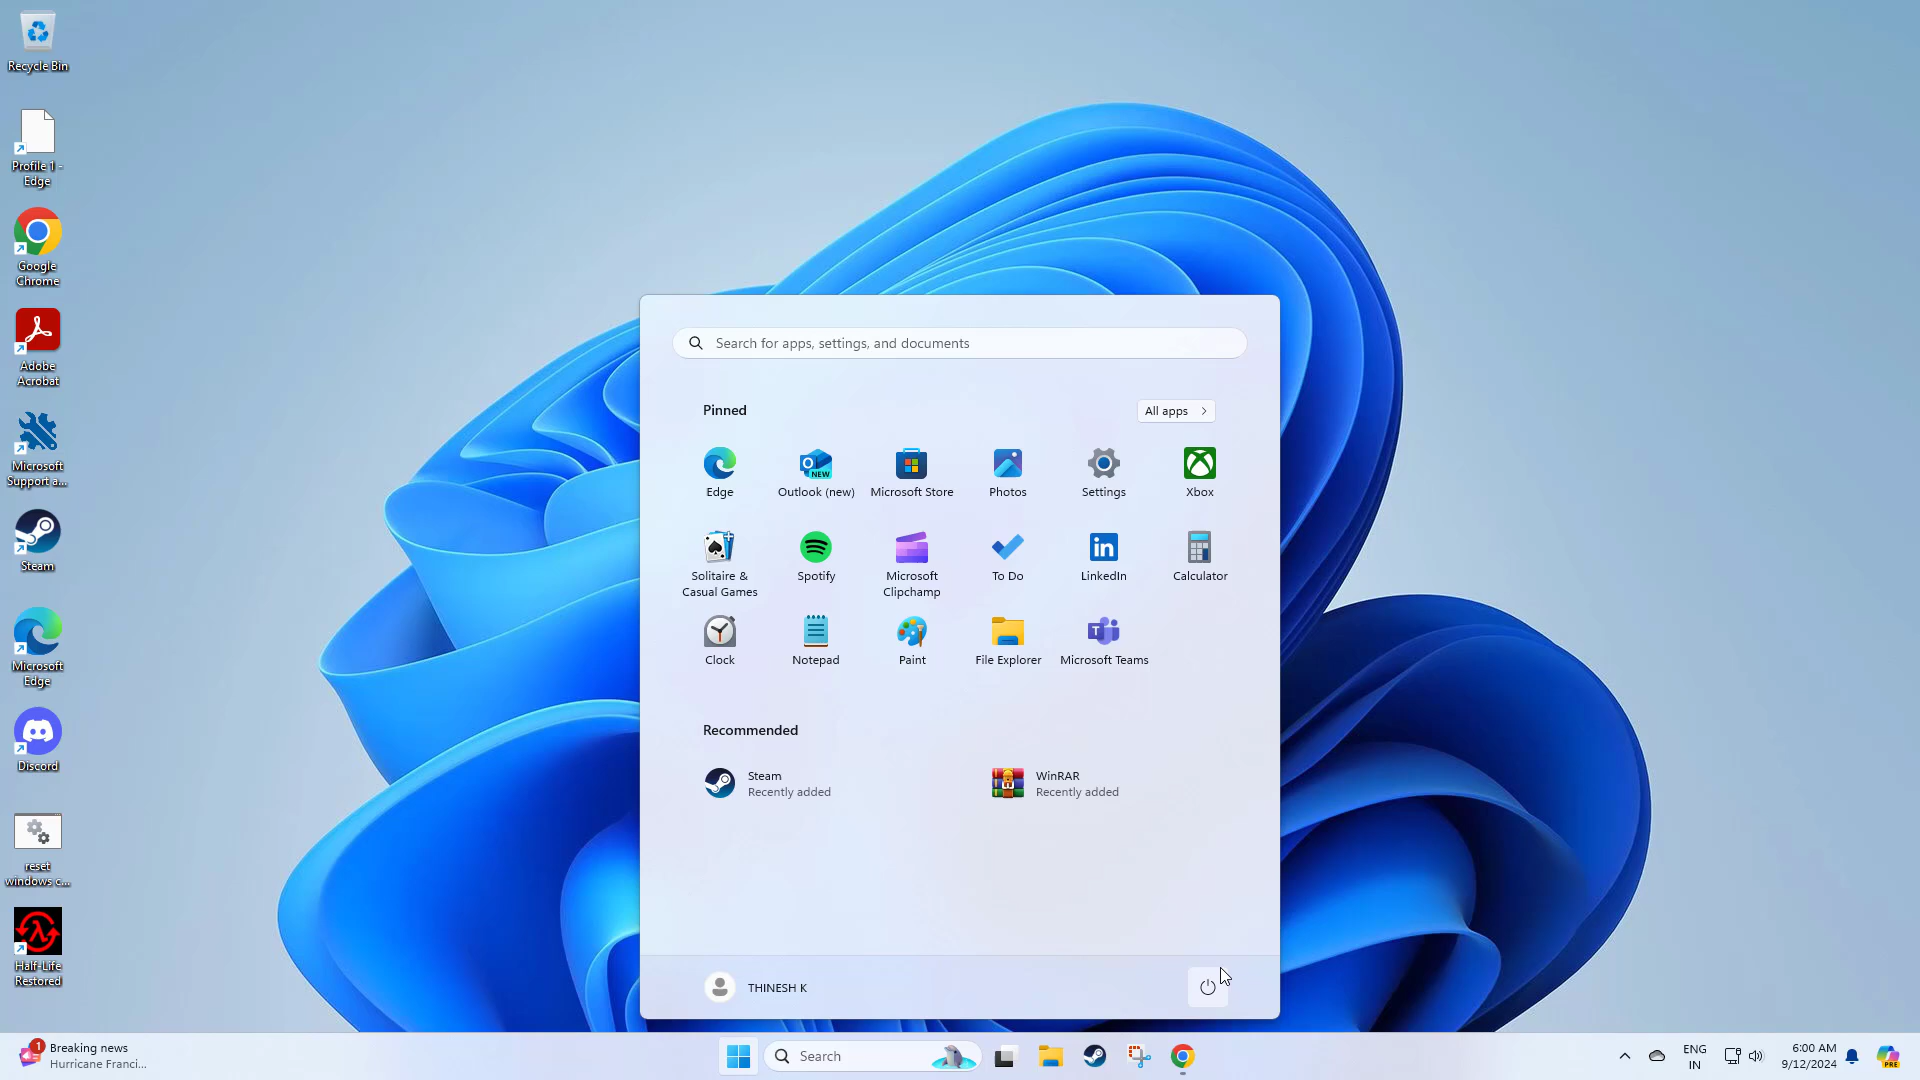 Recycle Bin
Profile 1 -
Edge
Google
Chrome
Adobe
Acrobat
Microsoft
Support a...
Steam
Microsoft
Edge
Discord
reset
windows c...
Half-Life
Restored
Search for apps, settings, and documents
Pinned
All apps
Edge
Outlook (new)
Microsoft Store
Photos
Settings
Xbox
NEW
Solitaire &
Casual Games
Spotify
Microsoft
Clipchamp
To Do
LinkedIn
Calculator
Clock
Notepad
Paint
File Explorer
Microsoft Teams
Recommended
Steam
Recently added
WinRAR
Recently added
THINESH K
1
Breaking news
Hurricane Franci...
Search
ENG
IN
6:00 AM
9/12/2024
PRE